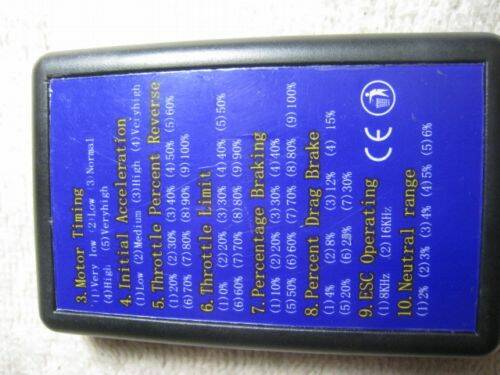 3. Motor Timing
(1)Very low (2)Low (3)Normal
(4)High (5)Veryhigh
4. Initial Acceleration
(1)Low (2)Medium (3)High (4)Veryhigh
5. Throttle Percent Reverse
(1)20% (2)30% (3)40% (4)50% (5)60%
(6)70% (7)80% (8)90% (9)100%
6. Throttle Limit
(1)0% (2)20% (3)30% (4)40% (5)50%
(6)60% (7)70% (8)80% (9)90%
7. Percentage Braking
(1)10% (2)20% (3)30% (4)40%
(5)50% (6)60% (7)70% (8)80% (9)100%
8. Percent Drag Brake
(1)4% (2)8% (3)12% (4) 15%
(5)20% (6)25% (7)30%
9. ESC Operating
(1)8KHz (2)16KHz
10. Neutral range
(1)2% (2)3% (3)4% (4)5% (5)6%
CE